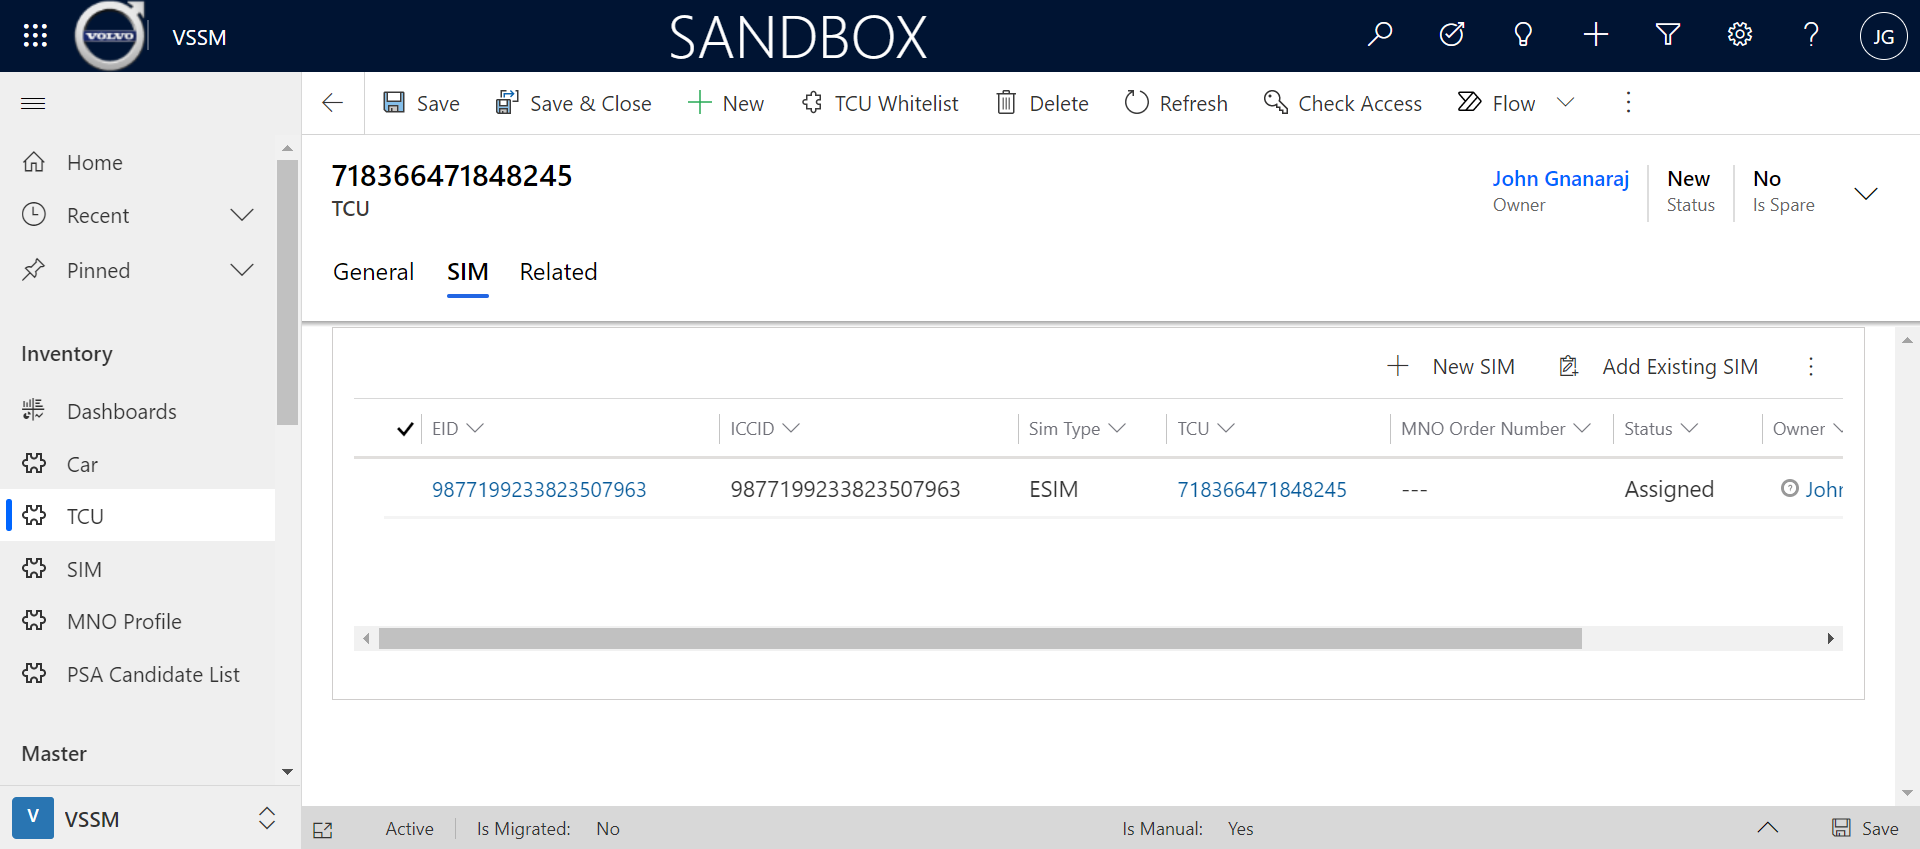 VOLVO
VSSM
SANDBOX
JG
Save
Save & Close
New
TCU Whitelist
Delete
Refresh
Check Access
Flow
Home
Recent
Pinned
Inventory
Dashboards
Car
TCU
SIM
MNO Profile
PSA Candidate List
Master
V
VSSM
718366471848245
TCU
John Gnanaraj
Owner
New
Status
No
Is Spare
General
SIM
Related
New SIM
Add Existing SIM
EID
ICCID
Sim Type
TCU
MNO Order Number
Status
Owner
9877199233823507963
9877199233823507963
ESIM
718366471848245
---
Assigned
John
Active
Is Migrated:
No
Is Manual:
Yes
Save